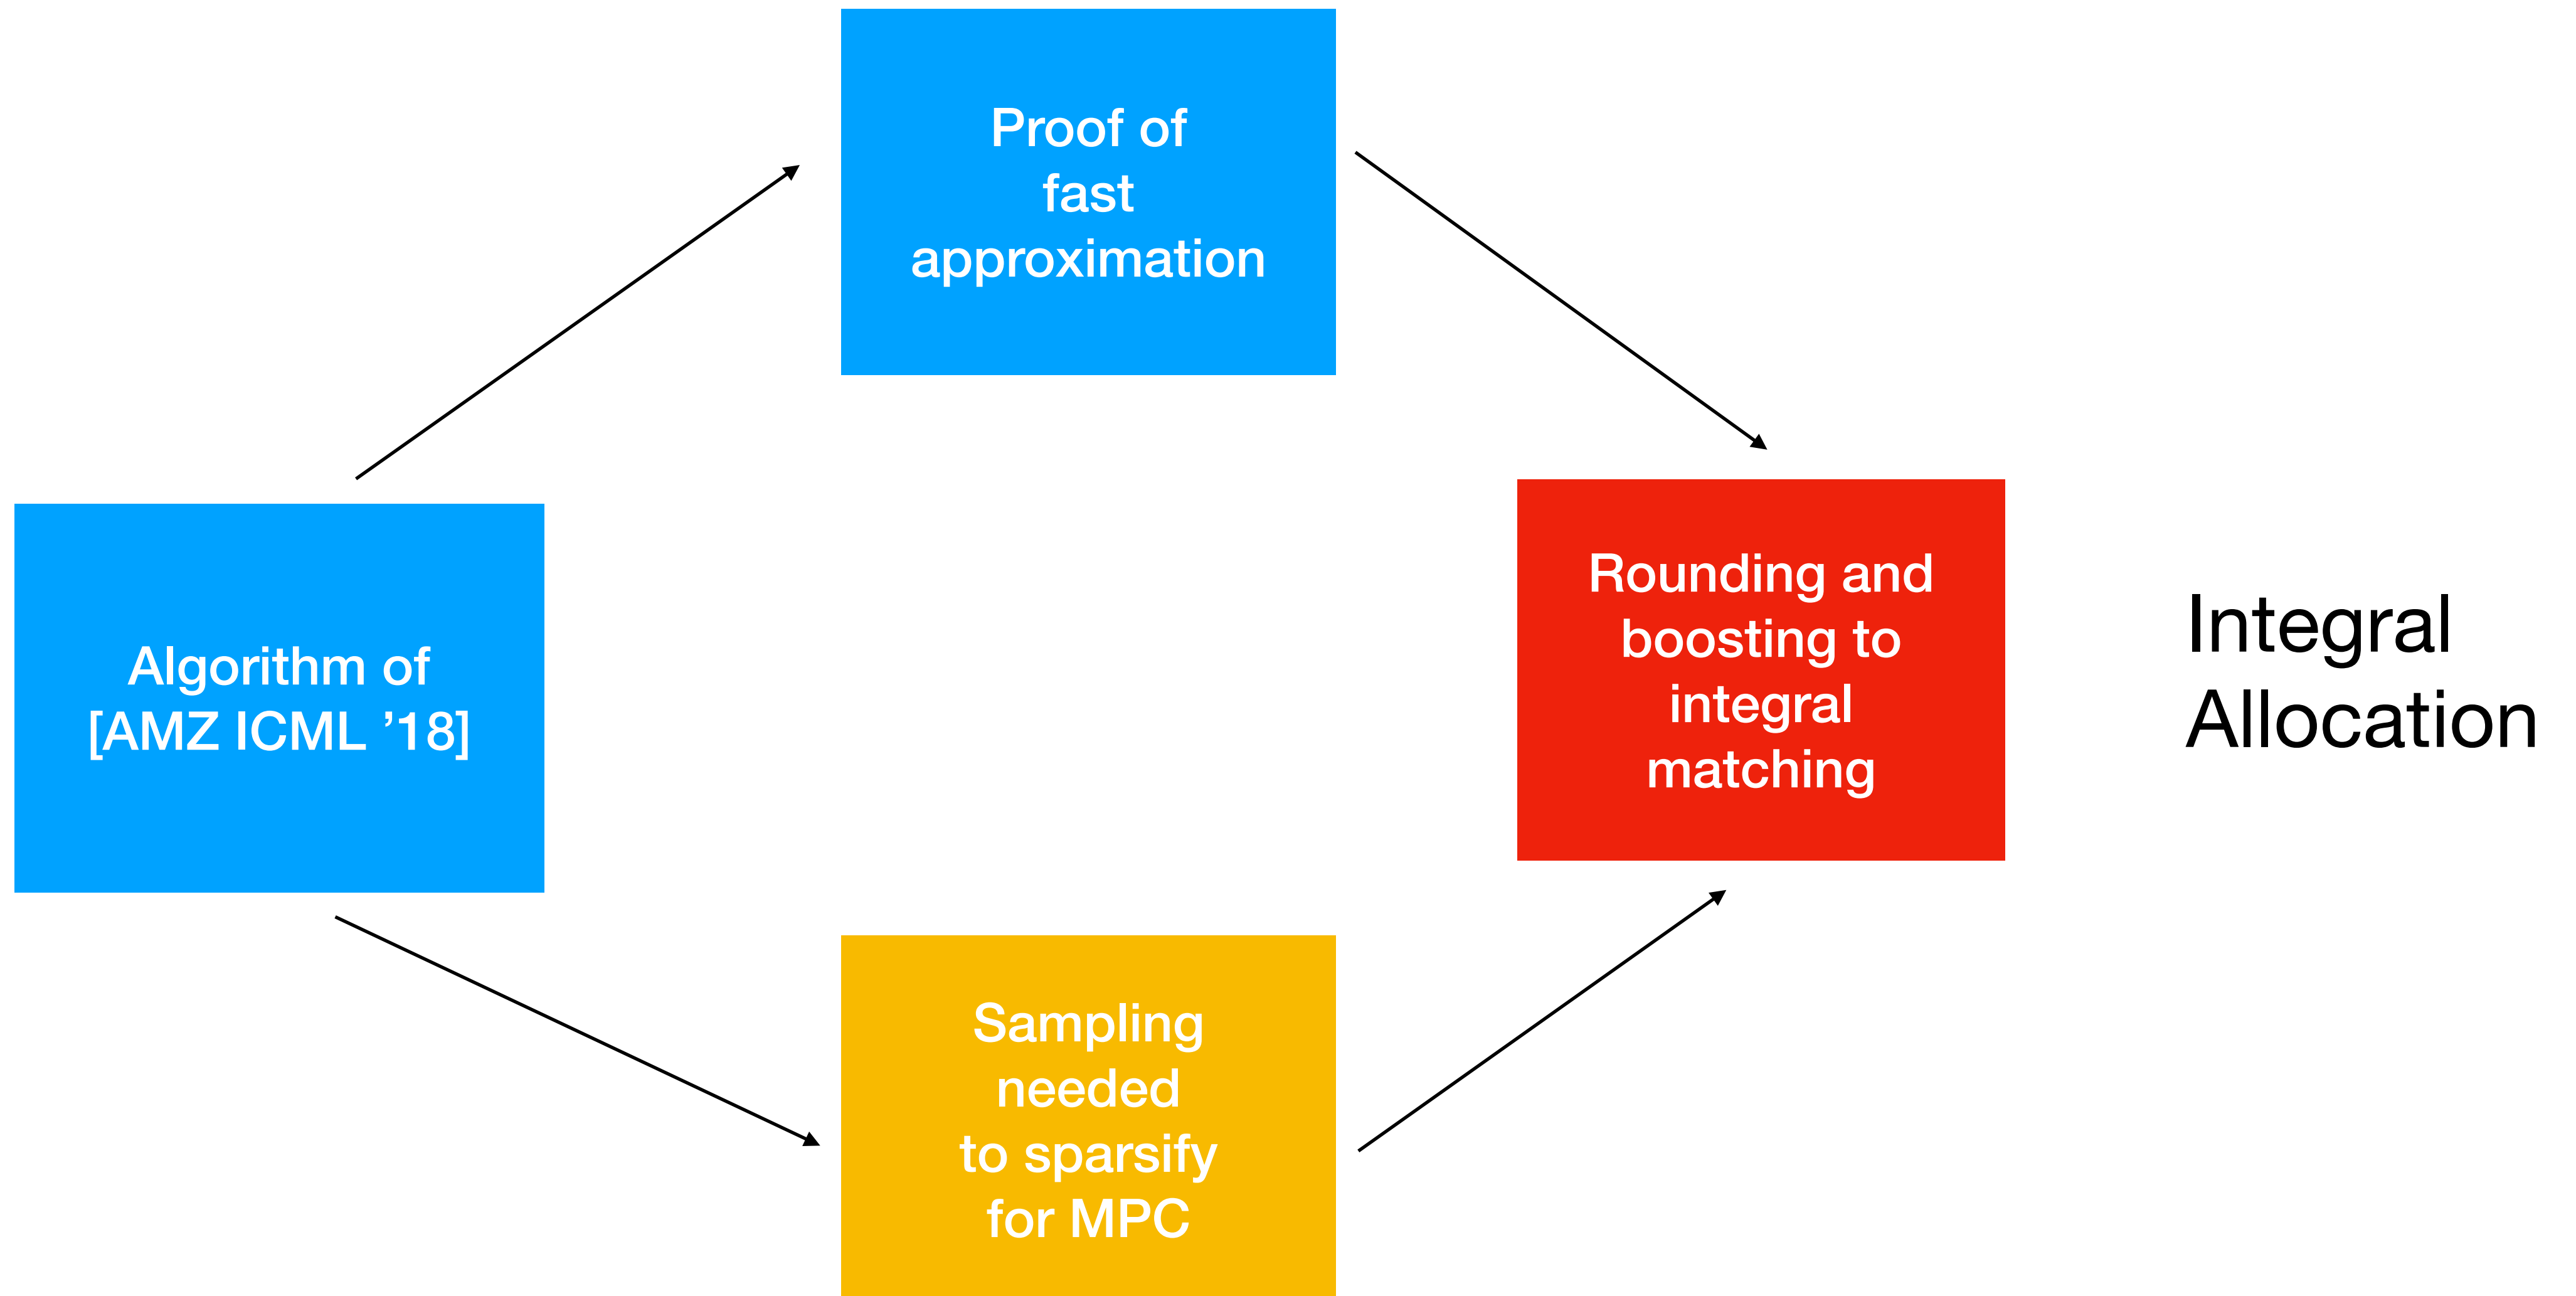 Proof of
fast
approximation
Algorithm of
[AMZ ICML ’18]
Rounding and
boosting to
integral
matching
Integral
Allocation
Sampling
needed
to sparsify
for MPC